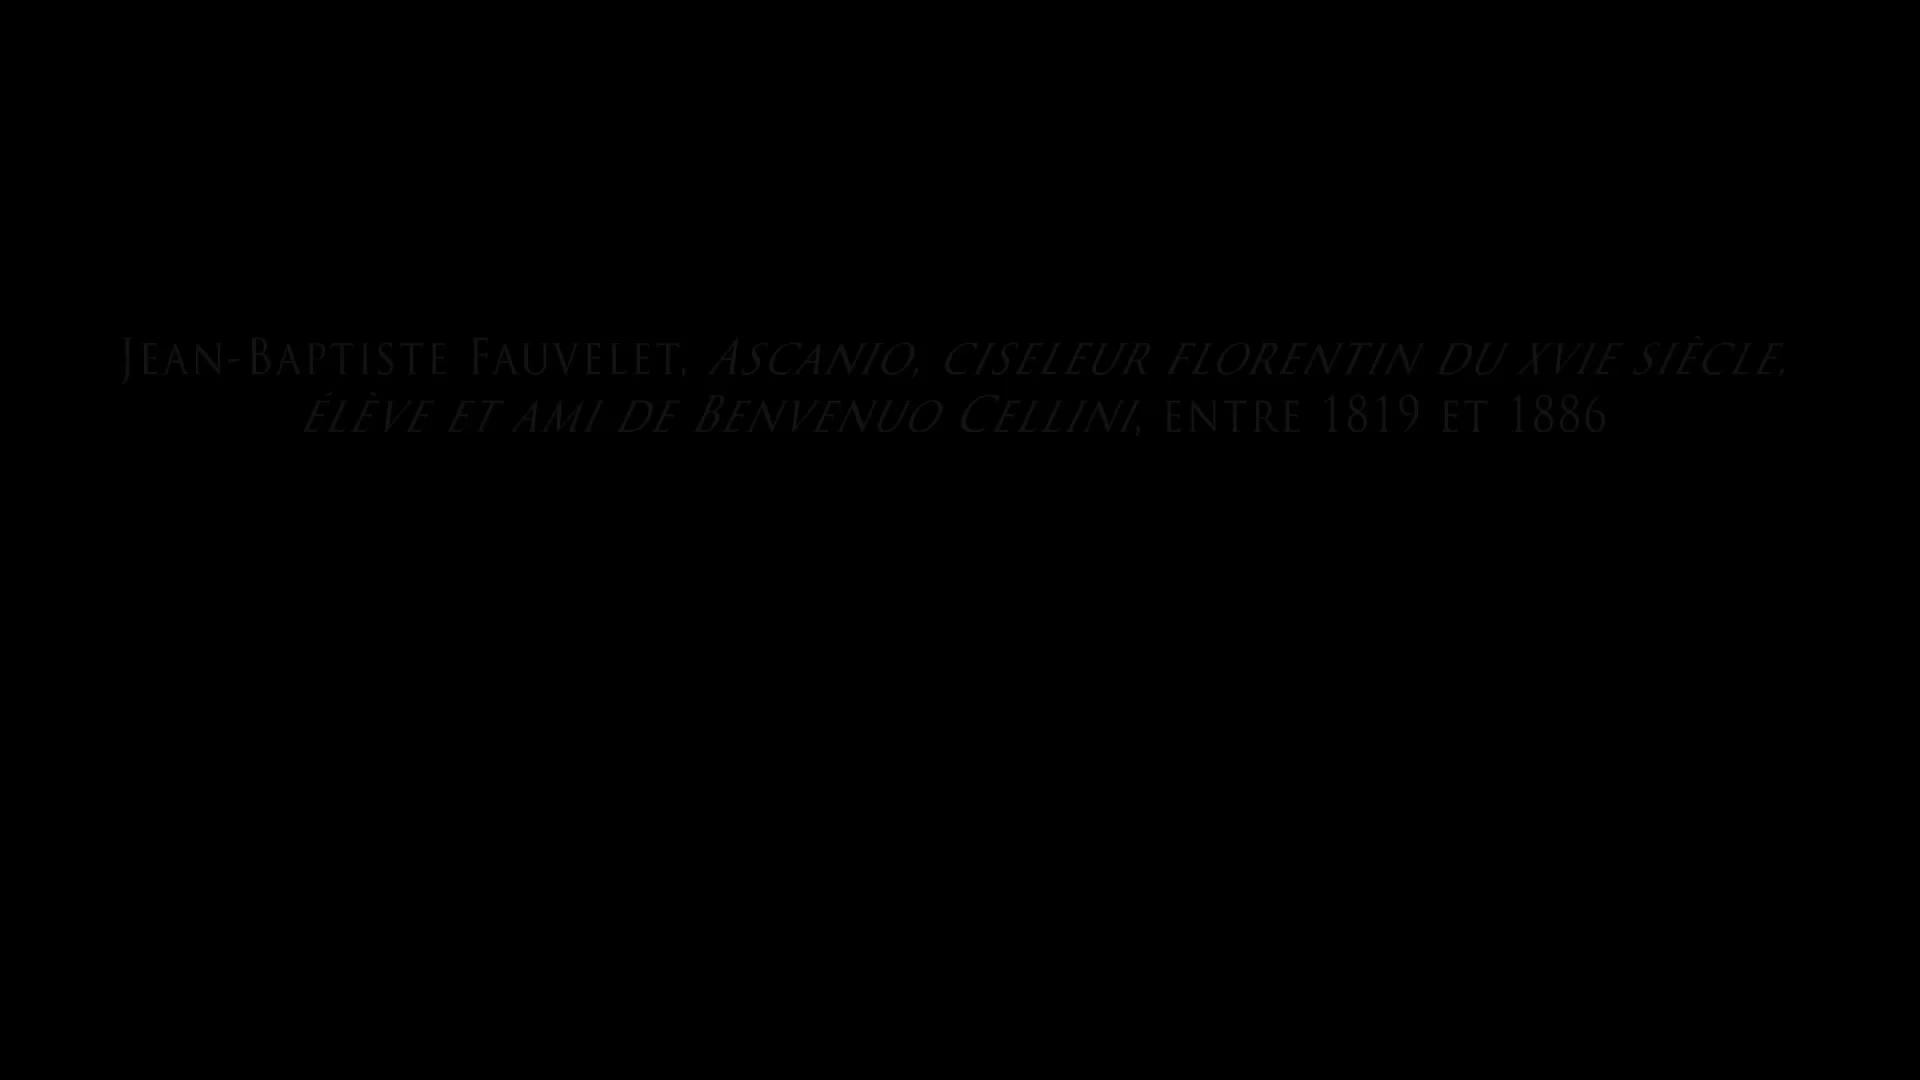 Jean-Baptiste Fauvelet, Ascanio, ciseleur florentin du xvie siècle,
élève et ami de Benvenuo Cellini, entre 1819 et 1886